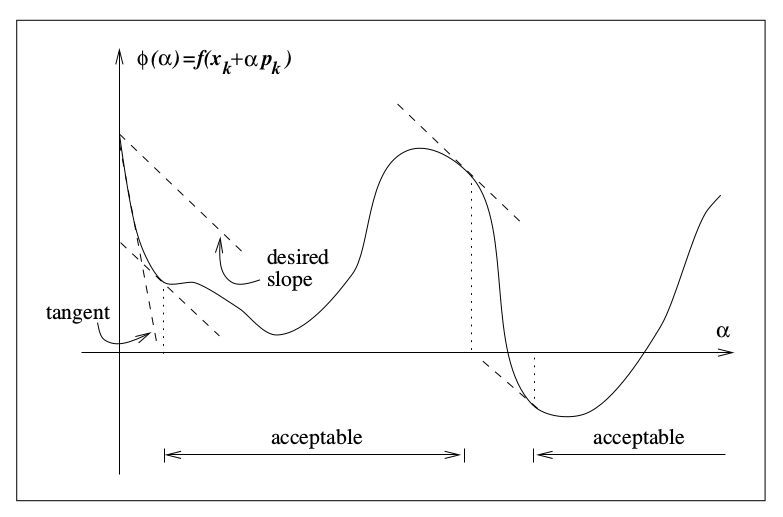 ϕ(α)=f(x_k+αp_k)
desired
slope
tangent
α
acceptable
acceptable